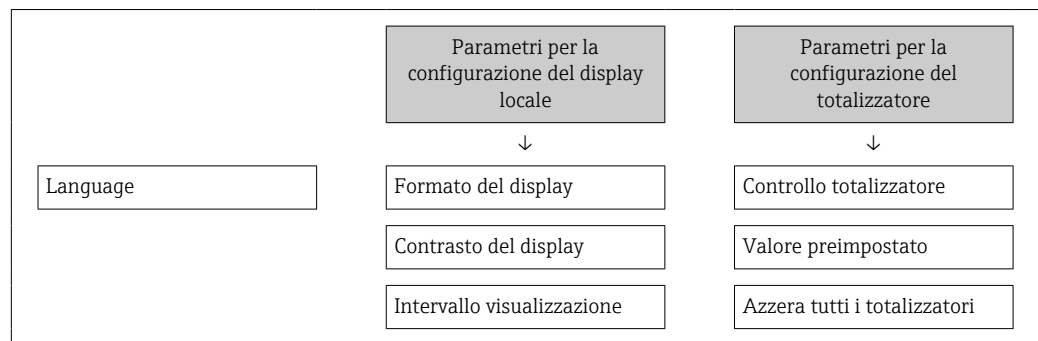 Parametri per la
configurazione del display
locale
Parametri per la
configurazione del
totalizzatore
↓
↓
Language
Formato del display
Controllo totalizzatore
Contrasto del display
Valore preimpostato
Intervallo visualizzazione
Azzera tutti i totalizzatori